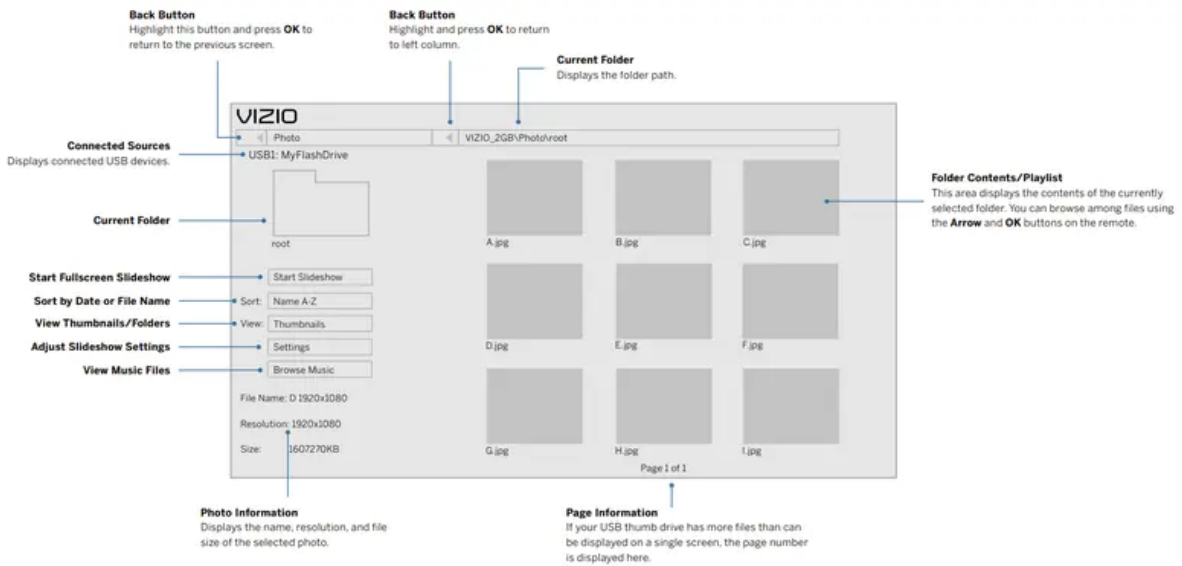 Back Button
Highlight this button and press OK to
return to the previous screen.
Back Button
Highlight and press OK to return
to left column.
Current Folder
Displays the folder path.
VIZIO
Photo
VIZIO_2GB\Photo\root
Connected Sources
Displays connected USB devices.
USB1: MyFlashDrive
Current Folder
root
A.jpg
B.jpg
C.jpg
Folder Contents/Playlist
This area displays the contents of the currently
selected folder. You can browse among files using
the Arrow and OK buttons on the remote.
Start Fullscreen Slideshow
Start Slideshow
Sort by Date or File Name
Sort: Name A-Z
View Thumbnails/Folders
View: Thumbnails
Adjust Slideshow Settings
Settings
View Music Files
Browse Music
D.jpg
E.jpg
F.jpg
File Name: D 1920x1080
Resolution: 1920x1080
Size: 1607270KB
G.jpg
H.jpg
I.jpg
Page 1 of 1
Photo Information
Displays the name, resolution, and file
size of the selected photo.
Page Information
If your USB thumb drive has more files than can
be displayed on a single screen, the page number
is displayed here.